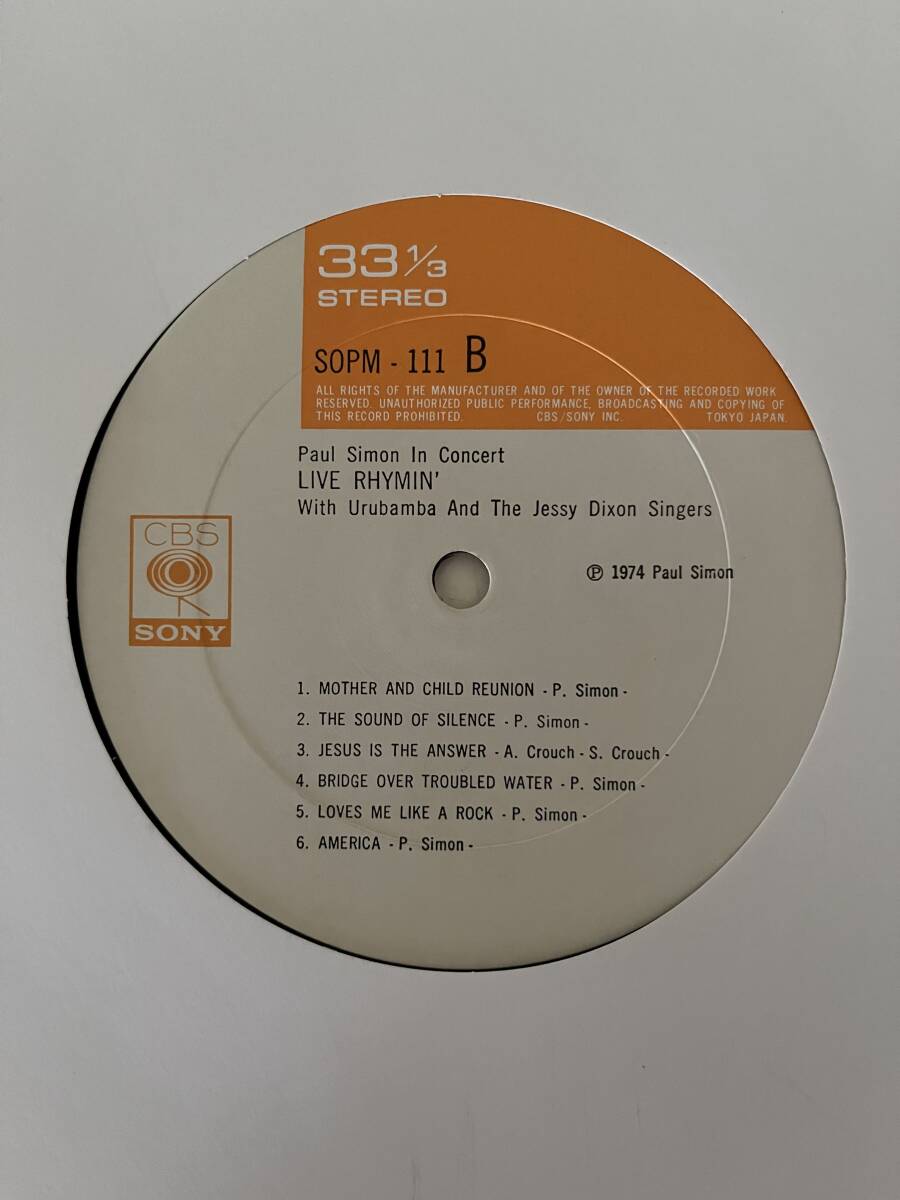 33 1/3
STEREO
SOPM - 111 B
ALL RIGHTS OF THE MANUFACTURER AND OF THE OWNER OF THE RECORDED WORK
RESERVED. UNAUTHORIZED PUBLIC PERFORMANCE, BROADCASTING AND COPYING OF
THIS RECORD PROHIBITED. CBS/SONY INC. TOKYO JAPAN.
Paul Simon In Concert
LIVE RHYMIN'
With Urubamba And The Jessy Dixon Singers
CBS
SONY
℗ 1974 Paul Simon
1. MOTHER AND CHILD REUNION - P. Simon -
2. THE SOUND OF SILENCE - P. Simon -
3. JESUS IS THE ANSWER - A. Crouch - S. Crouch -
4. BRIDGE OVER TROUBLED WATER - P. Simon -
5. LOVES ME LIKE A ROCK - P. Simon -
6. AMERICA - P. Simon -